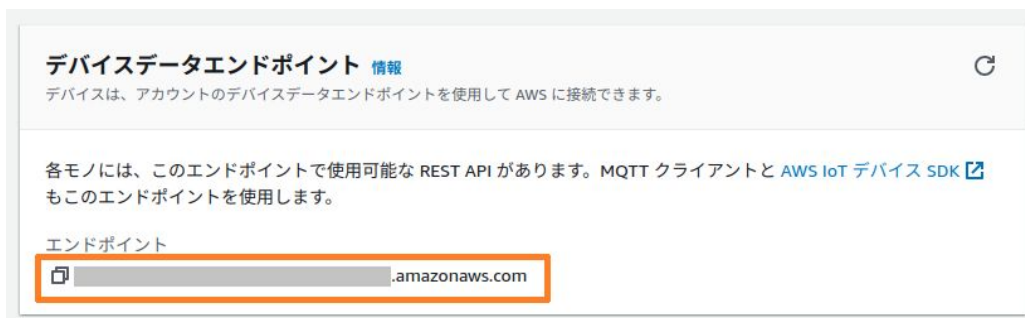 デバイスデータエンドポイント 情報
デバイスは、アカウントのデバイスデータエンドポイントを使用して AWS に接続できます。
各モノには、このエンドポイントで使用可能な REST API があります。MQTT クライアントと AWS IoT デバイス SDK
もこのエンドポイントを使用します。
エンドポイント
.amazonaws.com